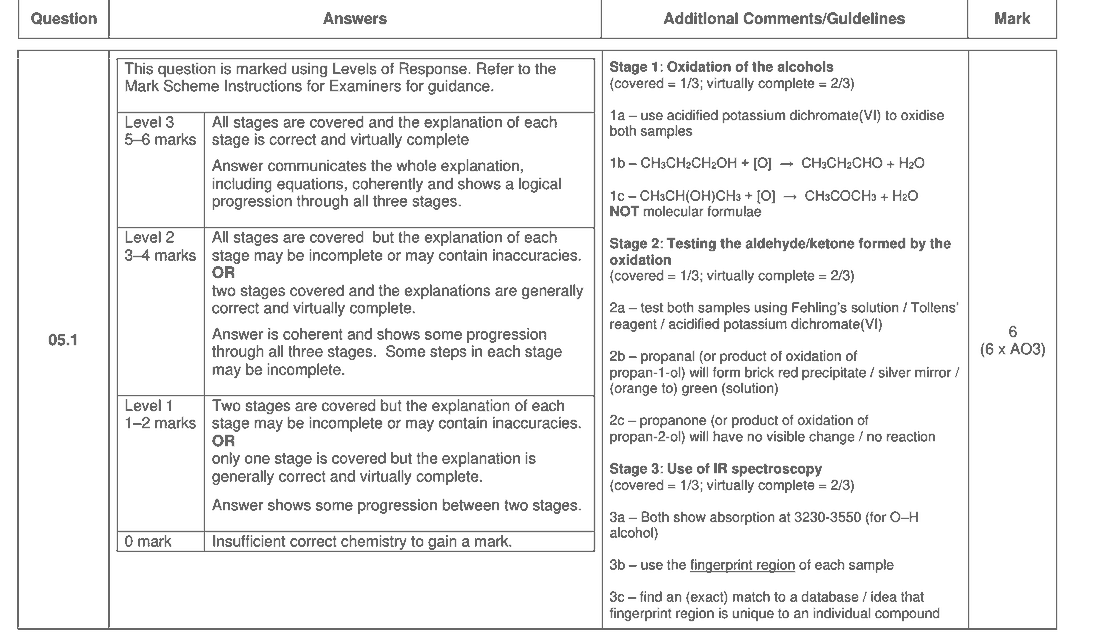 Question Answers Additional Comments/Guidelines Mark
05.1
This question is marked using Levels of Response. Refer to the
Mark Scheme Instructions for Examiners for guidance.
Level 3
5–6 marks
All stages are covered and the explanation of each
stage is correct and virtually complete
Answer communicates the whole explanation,
including equations, coherently and shows a logical
progression through all three stages.
Level 2
3–4 marks
All stages are covered but the explanation of each
stage may be incomplete or may contain inaccuracies.
OR
two stages covered and the explanations are generally
correct and virtually complete.
Answer is coherent and shows some progression
through all three stages. Some steps in each stage
may be incomplete.
Level 1
1–2 marks
Two stages are covered but the explanation of each
stage may be incomplete or may contain inaccuracies.
OR
only one stage is covered but the explanation is
generally correct and virtually complete.
Answer shows some progression between two stages.
0 mark
Insufficient correct chemistry to gain a mark.
Stage 1: Oxidation of the alcohols
(covered = 1/3; virtually complete = 2/3)
1a – use acidified potassium dichromate(VI) to oxidise
both samples
1b – CH₃CH₂CH₂OH + [O] → CH₃CH₂CHO + H₂O
1c – CH₃CH(OH)CH₃ + [O] → CH₃COCH₃ + H₂O
NOT molecular formulae
Stage 2: Testing the aldehyde/ketone formed by the
oxidation
(covered = 1/3; virtually complete = 2/3)
2a – test both samples using Fehling's solution / Tollens'
reagent / acidified potassium dichromate(VI)
2b – propanal (or product of oxidation of
propan-1-ol) will form brick red precipitate / silver mirror /
(orange to) green (solution)
2c – propanone (or product of oxidation of
propan-2-ol) will have no visible change / no reaction
Stage 3: Use of IR spectroscopy
(covered = 1/3; virtually complete = 2/3)
3a – Both show absorption at 3230-3550 (for O–H
alcohol)
3b – use the fingerprint region of each sample
3c – find an (exact) match to a database / idea that
fingerprint region is unique to an individual compound
6
(6 x AO3)